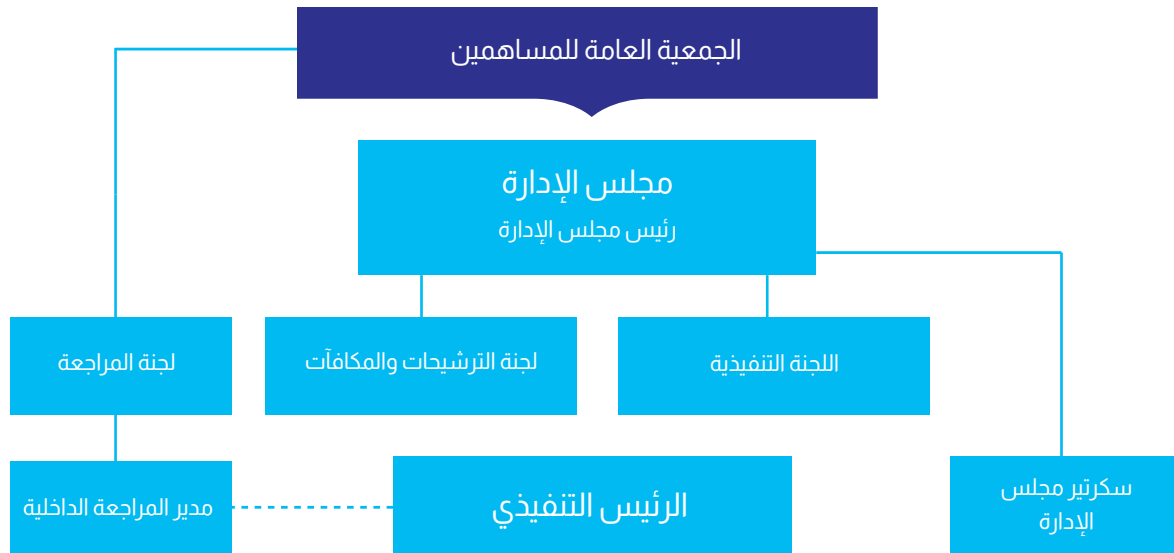 الجمعية العامة للمساهمين
مجلس الإدارة
رئيس مجلس الإدارة
اللجنة التنفيذية
لجنة الترشيحات والمكافآت
لجنة المراجعة
سكرتير مجلس
الإدارة
الرئيس التنفيذي
مدير المراجعة الداخلية